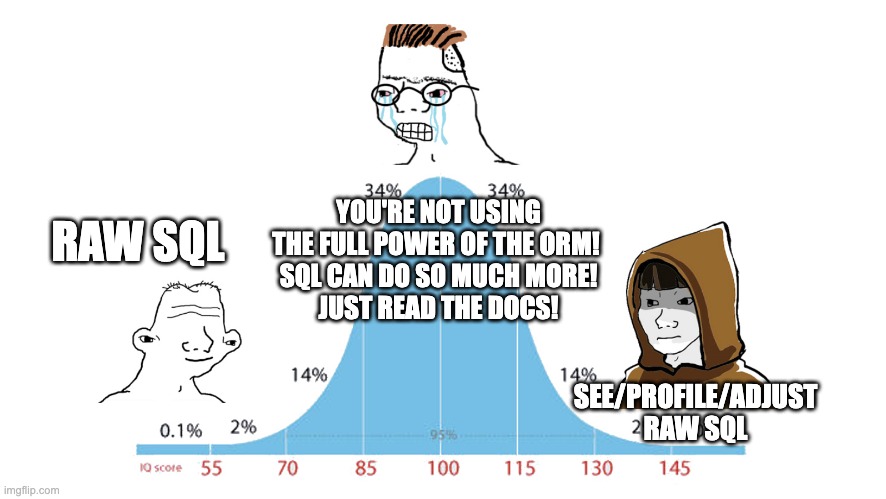 34%
34%
YOU'RE NOT USING
THE FULL POWER OF THE ORM!
SQL CAN DO SO MUCH MORE!
JUST READ THE DOCS!
RAW SQL
14%
14%
SEE/PROFILE/ADJUST
RAW SQL
0.1%
2%
95%
IQ score
55
70
85
100
115
130
145
imgflip.com